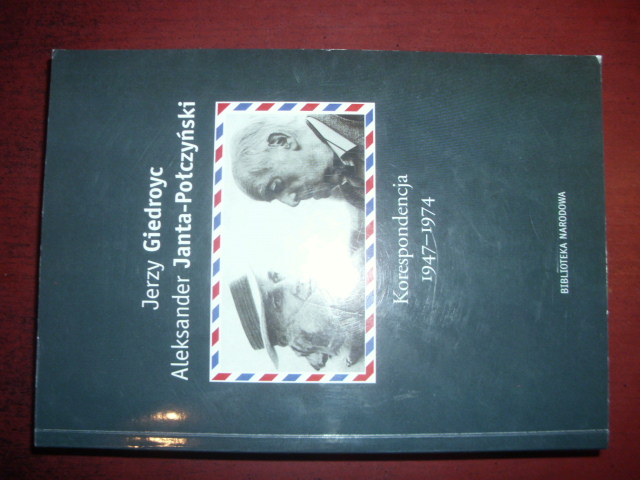 Jerzy Giedroyc
Aleksander Janta-Połczyński
Korespondencja
1947–1974
BIBLIOTEKA NARODOWA